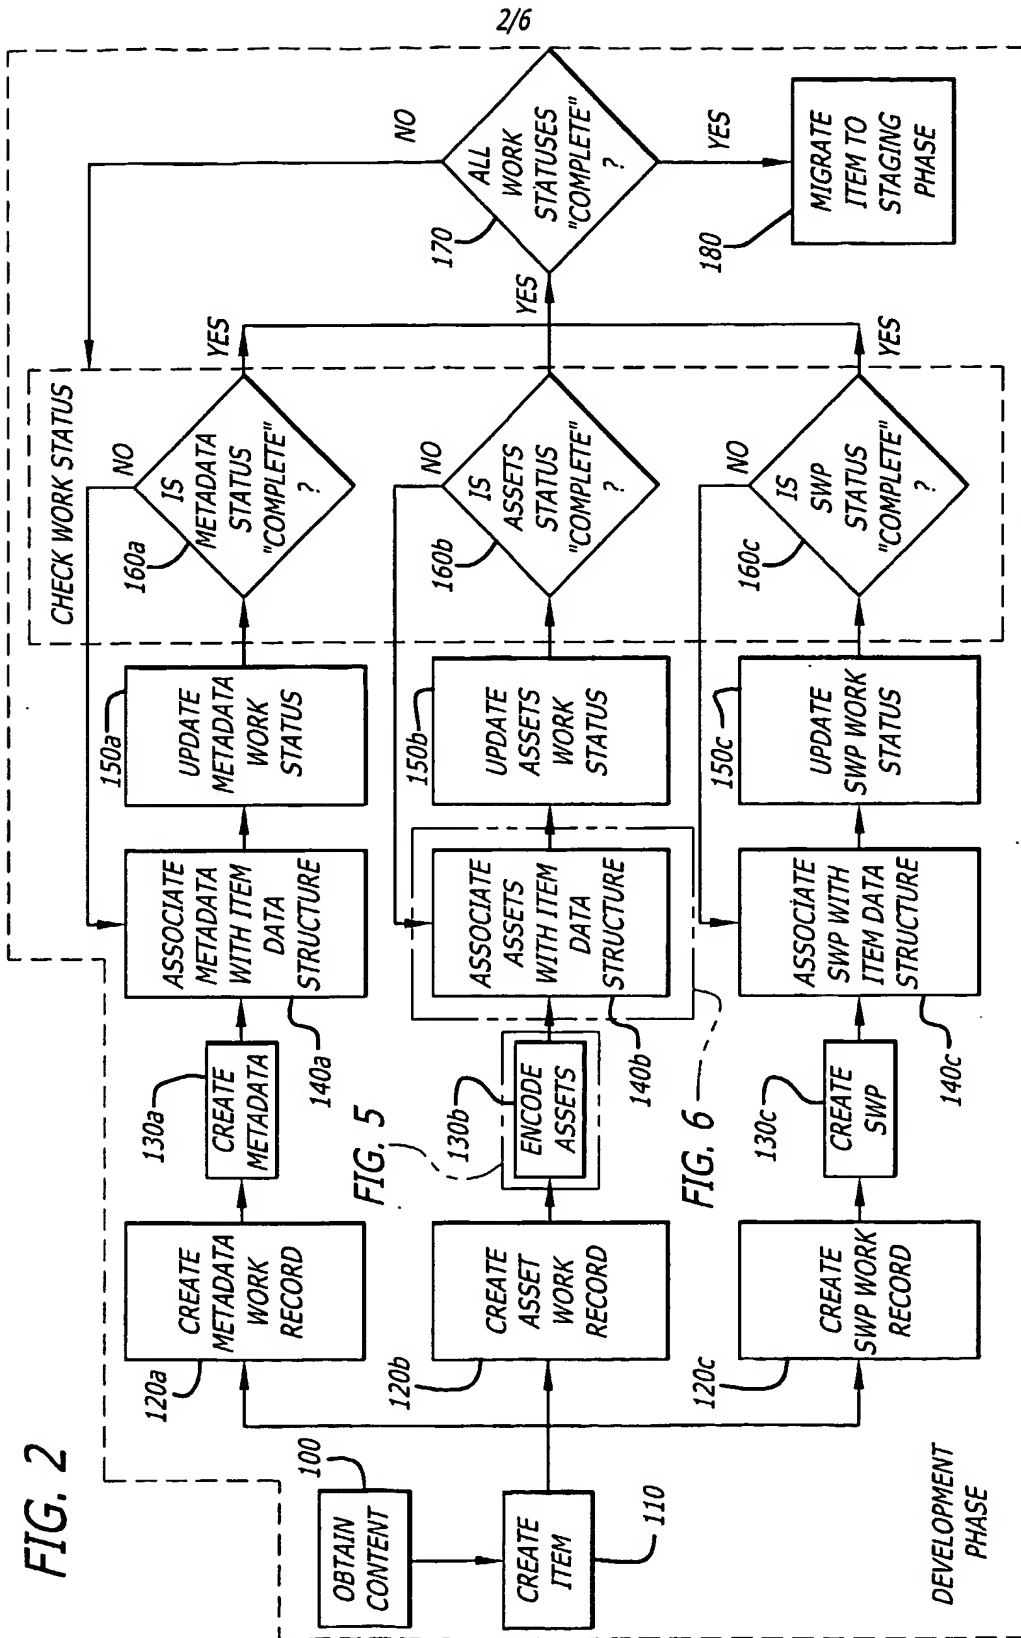 2/6
FIG. 2
OBTAIN
CONTENT
100
CREATE
ITEM
110
DEVELOPMENT
PHASE
CREATE
METADATA
WORK
RECORD
120a
CREATE
METADATA
130a
ASSOCIATE
METADATA
WITH ITEM
DATA
STRUCTURE
140a
UPDATE
METADATA
WORK
STATUS
150a
CHECK WORK STATUS
IS
METADATA
STATUS
"COMPLETE"
?
160a
NO
YES
CREATE
ASSET
WORK
RECORD
120b
FIG. 5
ENCODE
ASSETS
130b
ASSOCIATE
ASSETS
WITH ITEM
DATA
STRUCTURE
140b
FIG. 6
UPDATE
ASSETS
WORK
STATUS
150b
IS
ASSETS
STATUS
"COMPLETE"
?
160b
NO
YES
CREATE
SWP WORK
RECORD
120c
CREATE
SWP
130c
ASSOCIATE
SWP WITH
ITEM DATA
STRUCTURE
140c
UPDATE
SWP WORK
STATUS
150c
IS
SWP
STATUS
"COMPLETE"
?
160c
NO
YES
ALL
WORK
STATUSES
"COMPLETE"
?
170
NO
YES
MIGRATE
ITEM TO
STAGING
PHASE
180